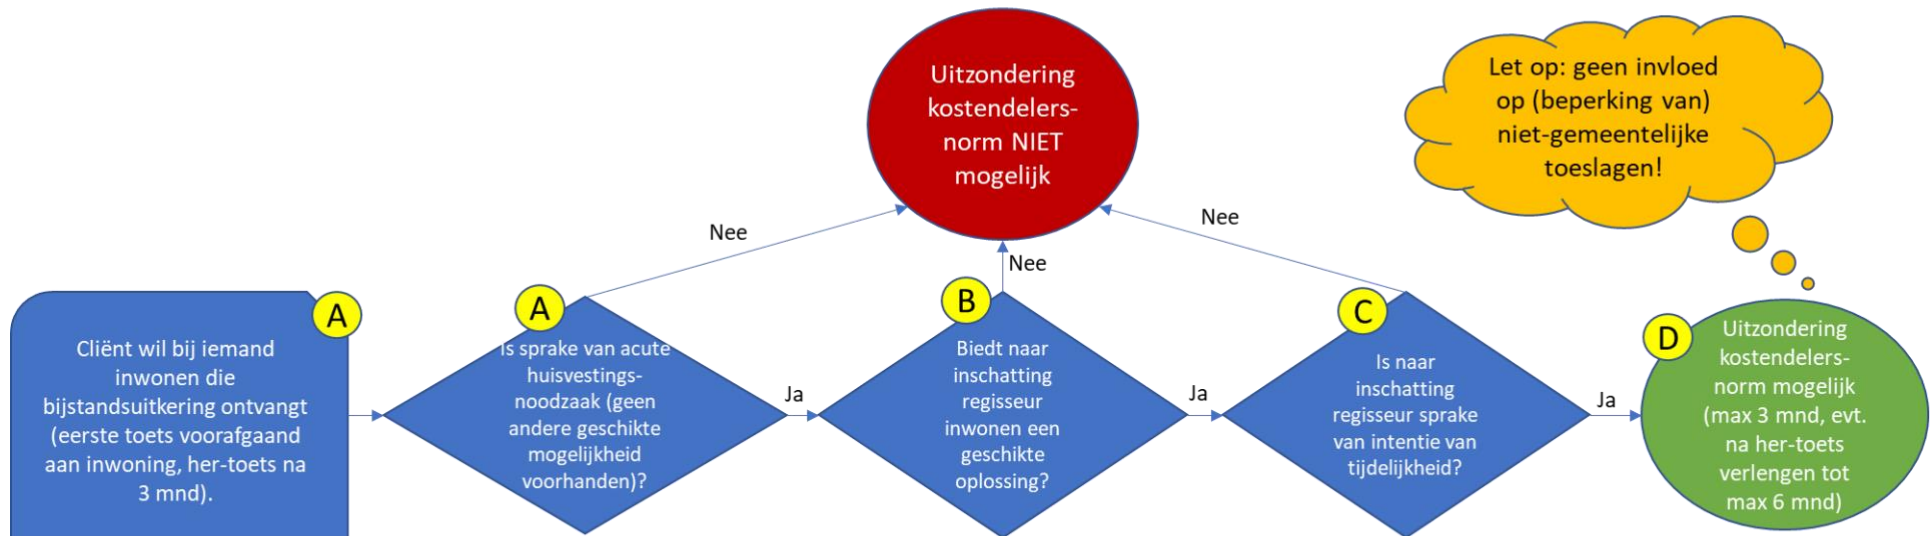 Uitzondering
kostendelers-
norm NIET
mogelijk
Let op: geen invloed
op (beperking van)
niet-gemeentelijke
toeslagen!
Nee
Nee
Nee
A
Cliënt wil bij iemand
inwonen die
bijstandsuitkering ontvangt
(eerste toets voorafgaand
aan inwoning, her-toets na
3 mnd).
A
Is sprake van acute
huisvestings-
noodzaak (geen
andere geschikte
mogelijkheid
voorhanden)?
Ja
B
Biedt naar
inschatting
regisseur
inwonen een
geschikte
oplossing?
Ja
C
Is naar
inschatting
regisseur sprake
van intentie van
tijdelijkheid?
Ja
D
Uitzondering
kostendelers-
norm mogelijk
(max 3 mnd, evt.
na her-toets
verlengen tot
max 6 mnd)